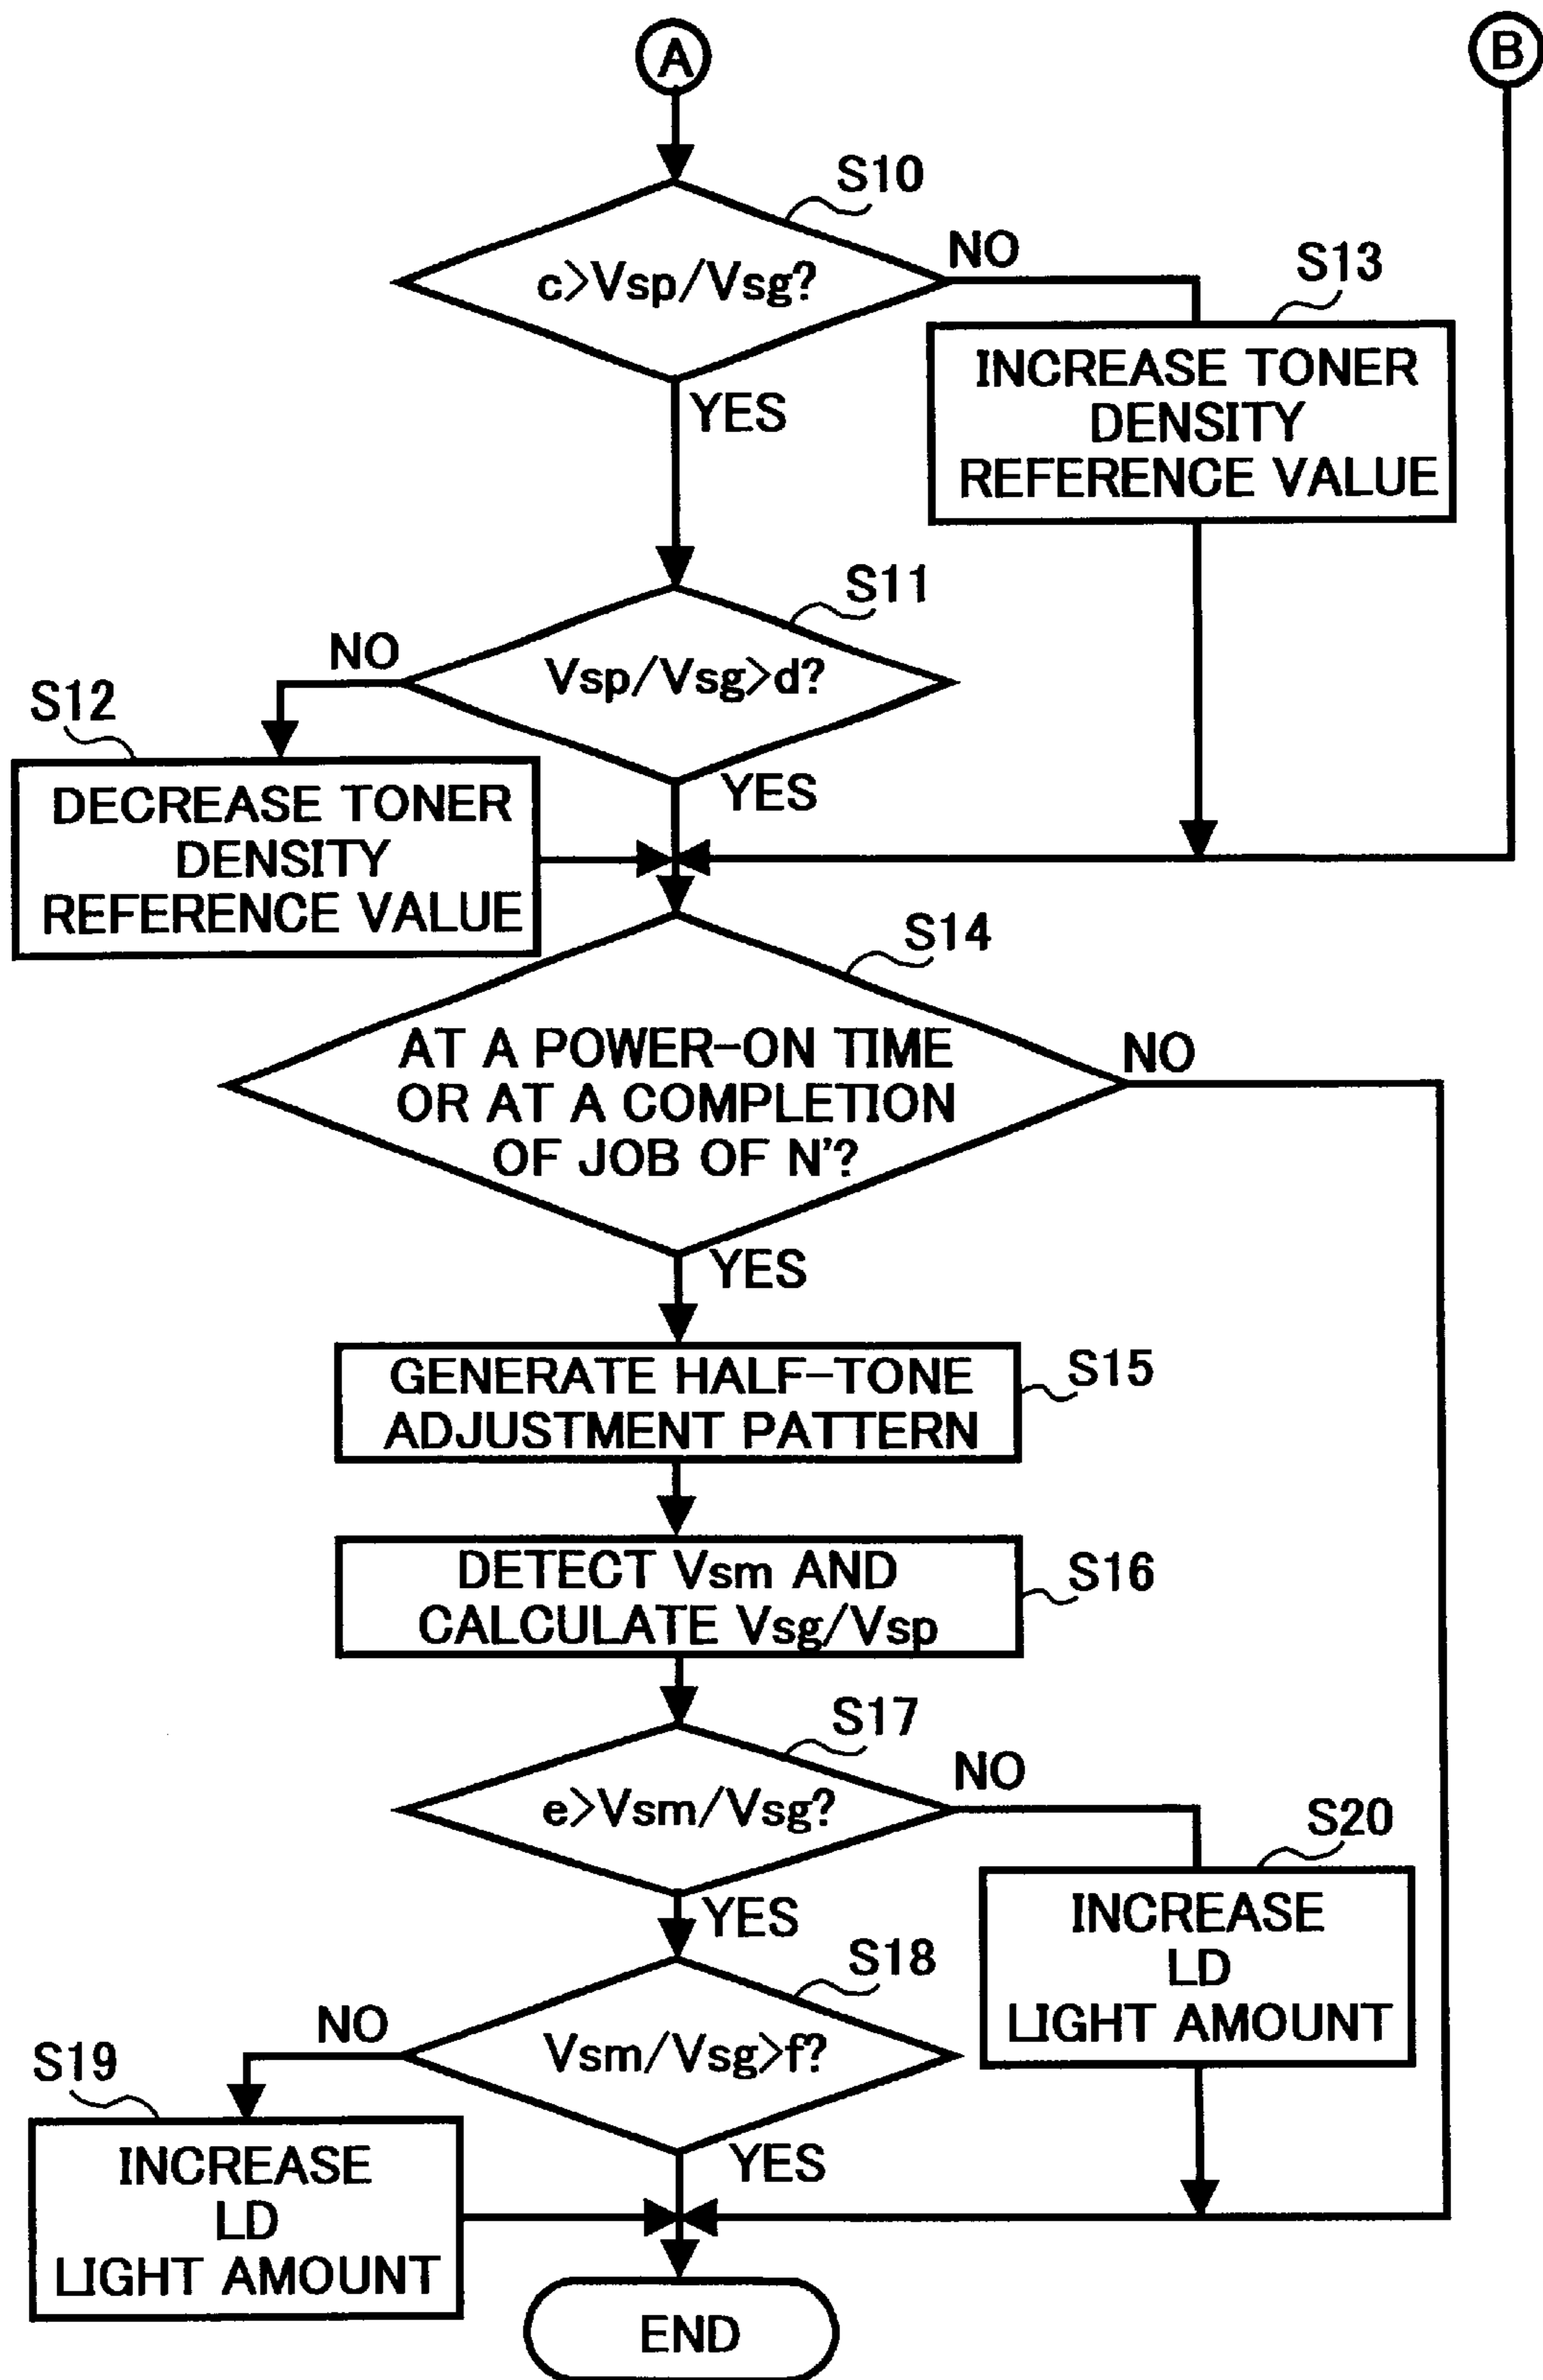 A
B
S10
c>Vsp/Vsg?
NO
S13
INCREASE TONER
DENSITY
REFERENCE VALUE
YES
S11
Vsp/Vsg>d?
NO
S12
DECREASE TONER
DENSITY
REFERENCE VALUE
YES
S14
AT A POWER-ON TIME
OR AT A COMPLETION
OF JOB OF N'?
NO
YES
GENERATE HALF-TONE
ADJUSTMENT PATTERN
S15
DETECT Vsm AND
CALCULATE Vsg/Vsp
S16
S17
e>Vsm/Vsg?
NO
S20
INCREASE
LD
LIGHT AMOUNT
YES
S18
Vsm/Vsg>f?
NO
S19
INCREASE
LD
LIGHT AMOUNT
YES
END